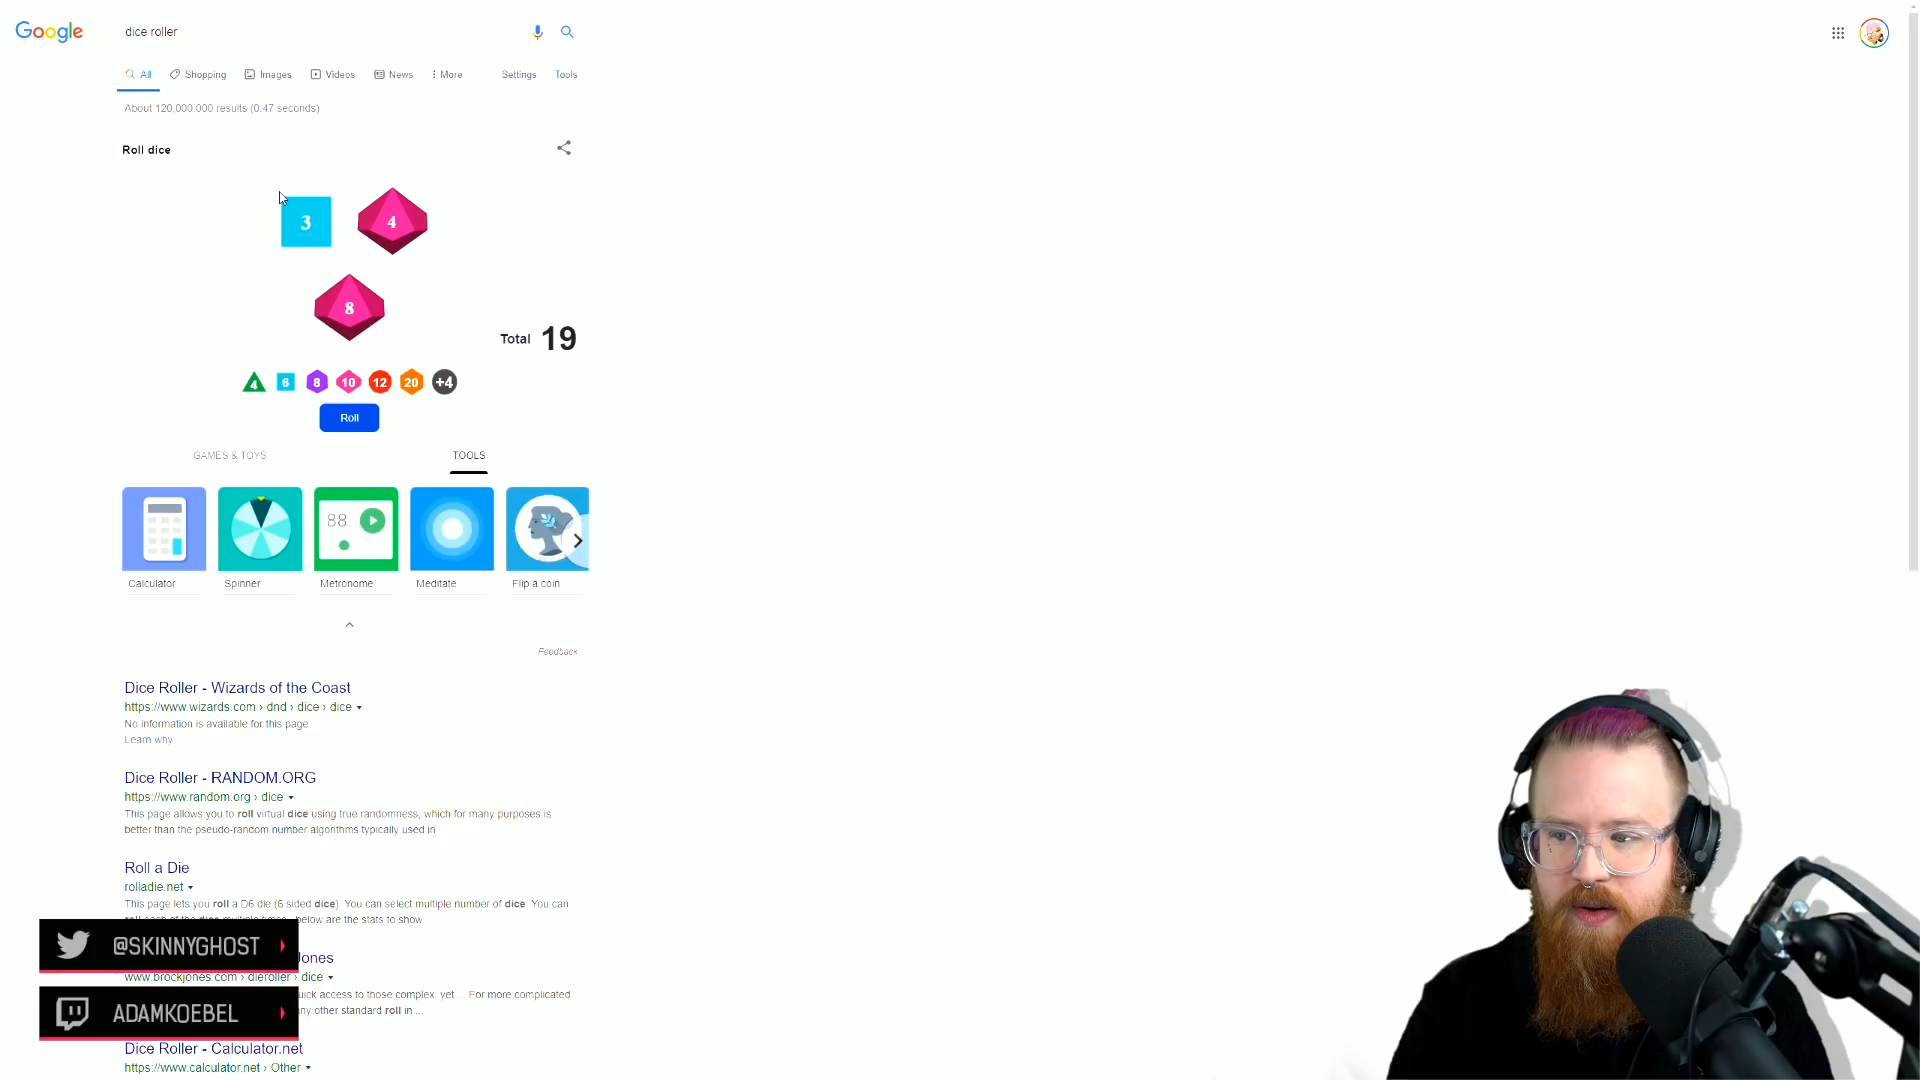 Google
dice roller
All Shopping Images Videos News More Settings Tools
About 120,000,000 results (0.47 seconds)
Roll dice
3 4
8
Total 19
4 6 8 10 12 20 +4
Roll
GAMES & TOYS TOOLS
88
Calculator Spinner Metronome Meditate Flip a coin
Feedback
Dice Roller - Wizards of the Coast
https://www.wizards.com › dnd › dice › dice
No information is available for this page
Learn why
Dice Roller - RANDOM.ORG
https://www.random.org › dice
This page allows you to roll virtual dice using true randomness, which for many purposes is
better than the pseudo-random number algorithms typically used in
Roll a Die
rolladie.net
This page lets you roll a D6 die (6 sided dice) You can select multiple number of dice You can
below are the stats to show
@SKINNYGHOST
Jones
www.brockjones.com › dieroller › dice
quick access to those complex, yet ... For more complicated
any other standard roll in ...
ADAMKOEBEL
Dice Roller - Calculator.net
https://www.calculator.net › Other